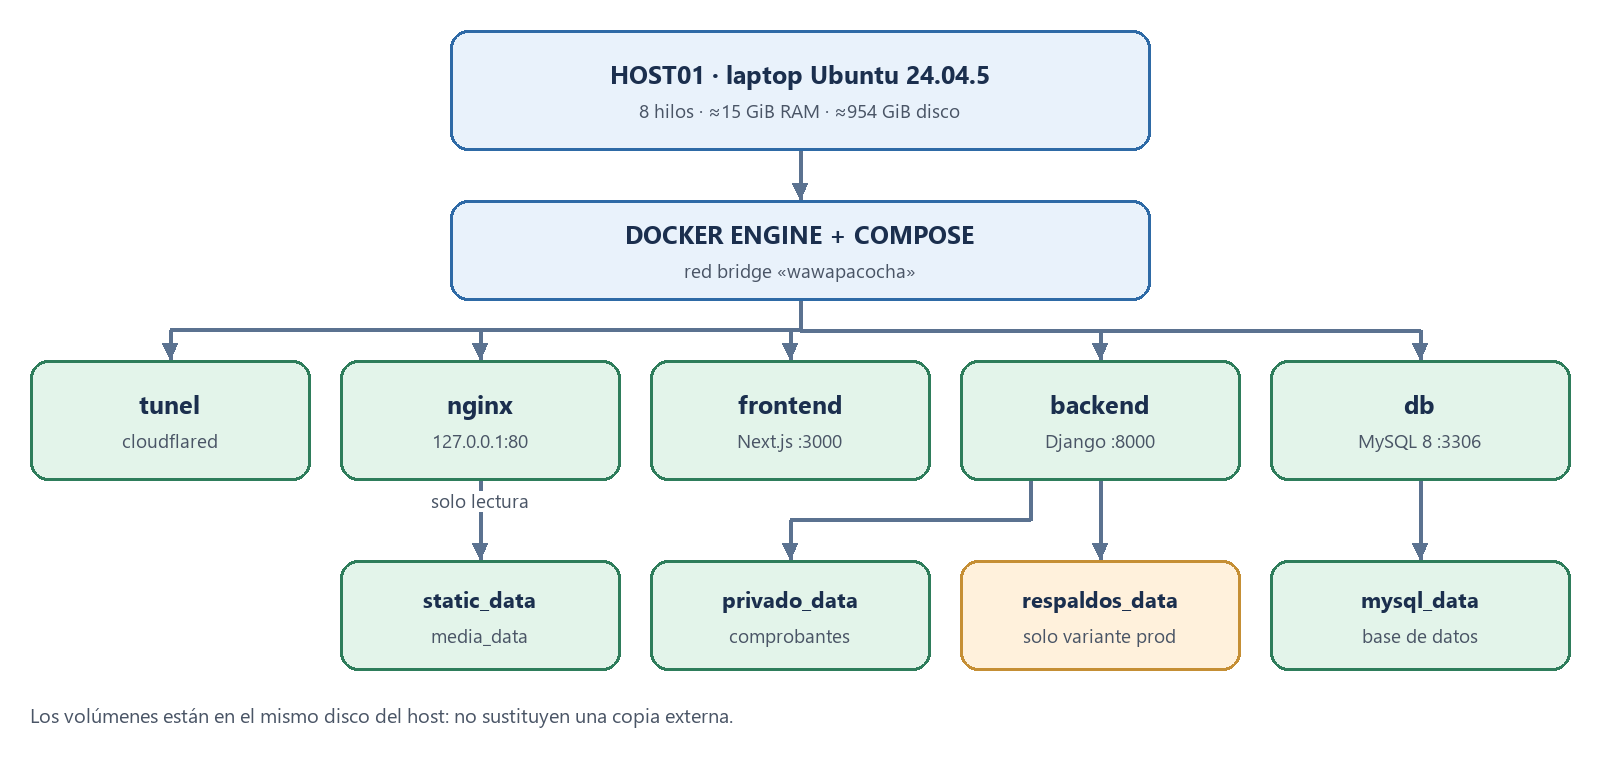 HOST01 · laptop Ubuntu 24.04.5
8 hilos · ≈15 GiB RAM · ≈954 GiB disco
DOCKER ENGINE + COMPOSE
red bridge «wawapacocha»
tunel
cloudflared
nginx
127.0.0.1:80
frontend
Next.js :3000
backend
Django :8000
db
MySQL 8 :3306
solo lectura
static_data
media_data
privado_data
comprobantes
respaldos_data
solo variante prod
mysql_data
base de datos
Los volúmenes están en el mismo disco del host: no sustituyen una copia externa.